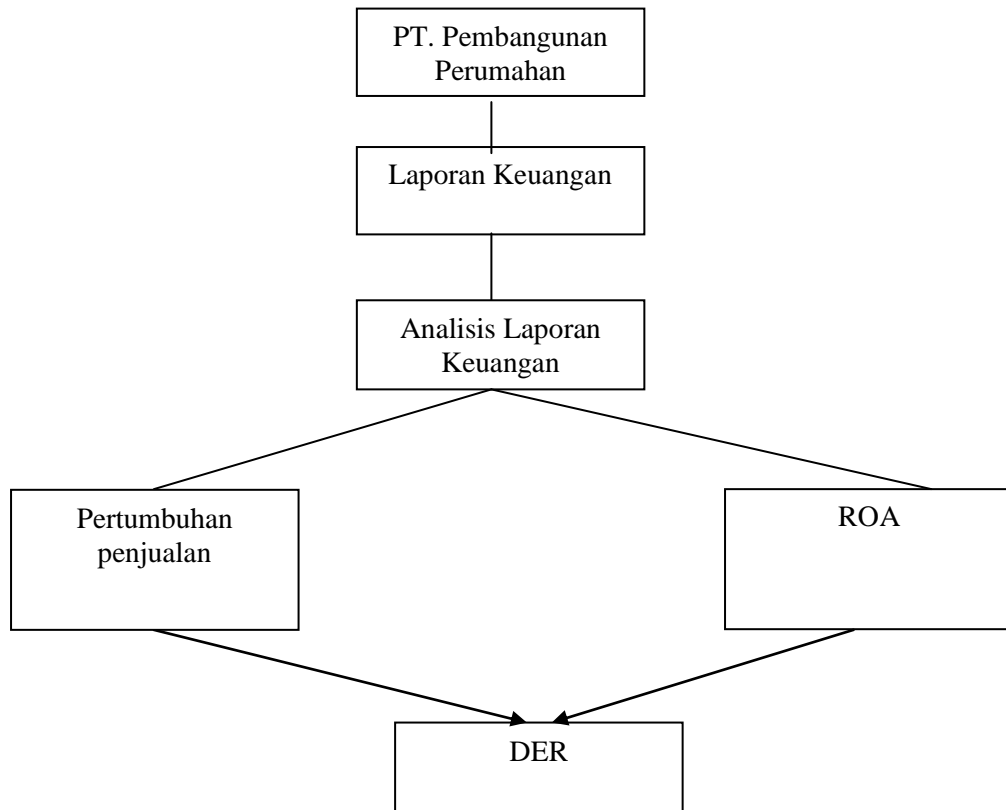 PT. Pembangunan
Perumahan
Laporan Keuangan
Analisis Laporan
Keuangan
Pertumbuhan
penjualan
ROA
DER